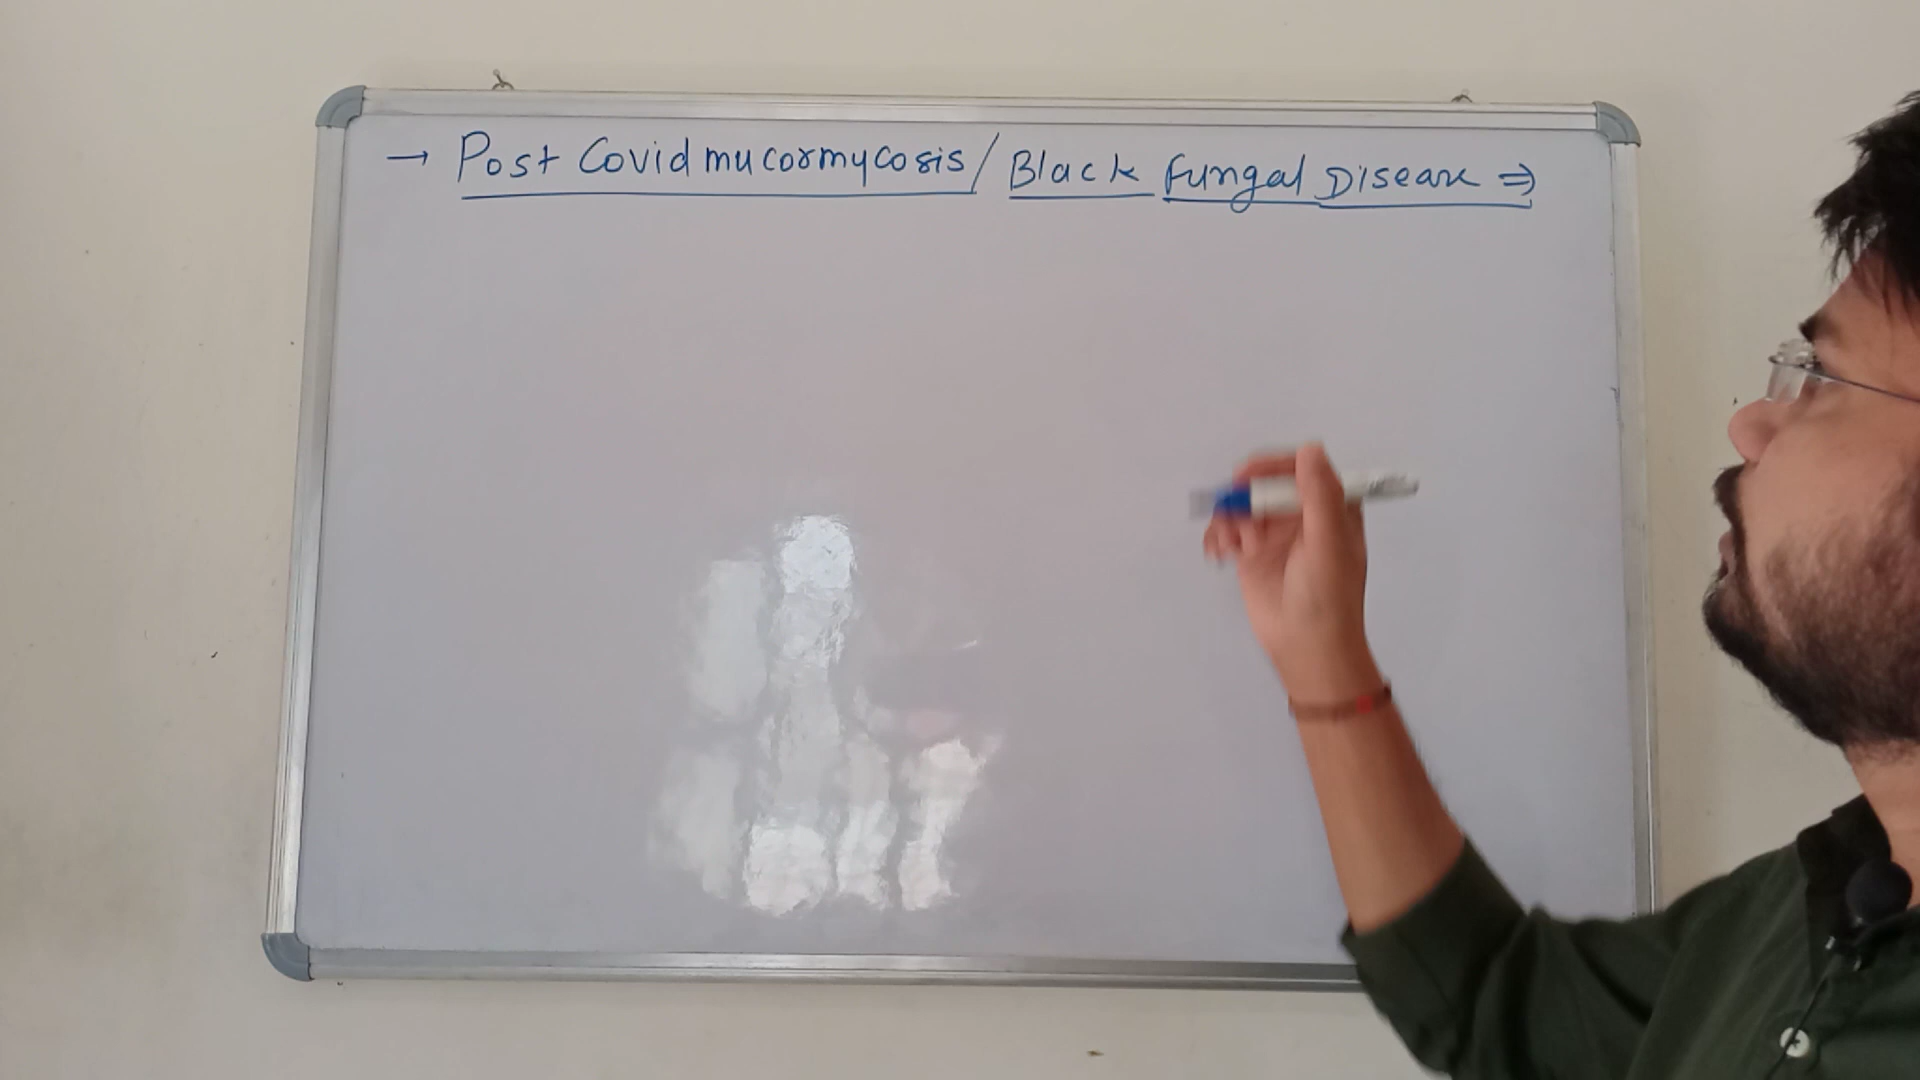 → Post Covid mucormycosis/Black Fungal Disease ⇒